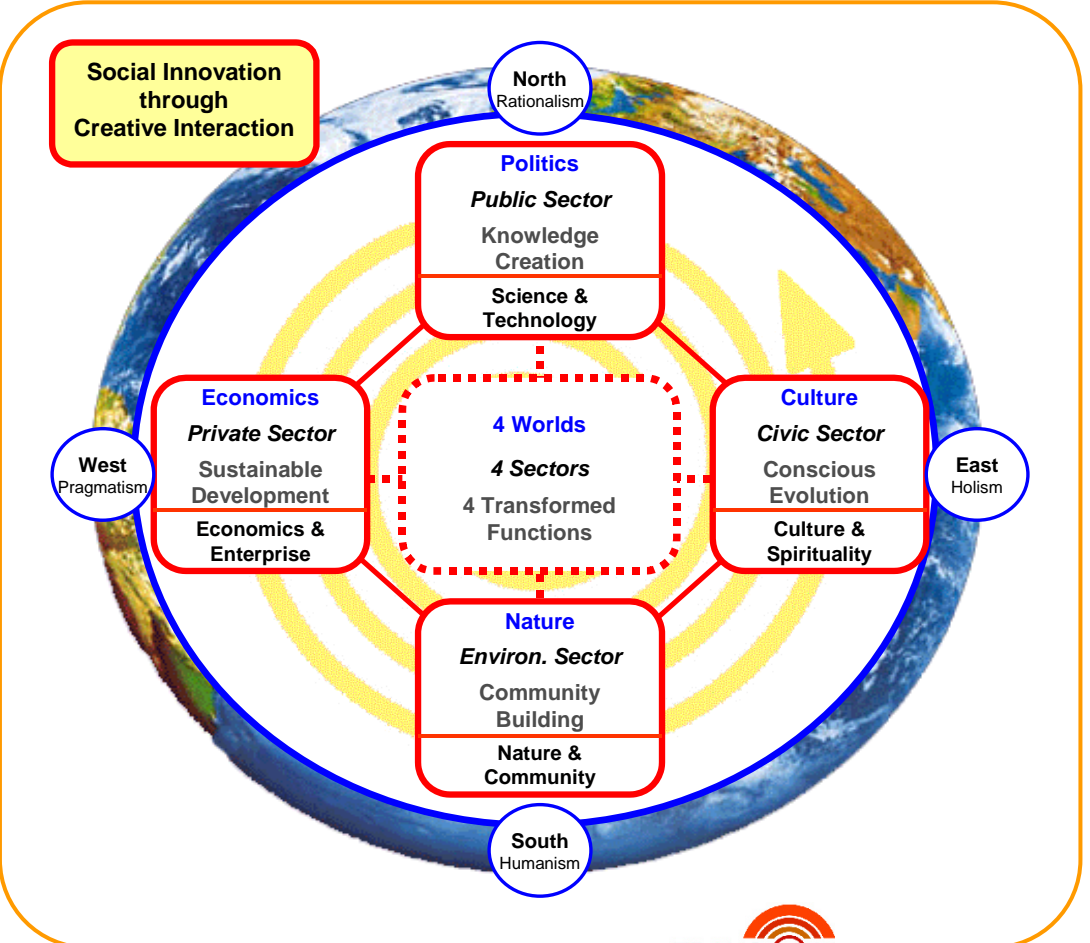 Social Innovation
through
Creative Interaction
North
Rationalism
Politics
Public Sector
Knowledge
Creation
Science &
Technology
Economics
Private Sector
Sustainable
Development
Economics &
Enterprise
West
Pragmatism
4 Worlds
4 Sectors
4 Transformed
Functions
Culture
Civic Sector
Conscious
Evolution
Culture &
Spirituality
East
Holism
Nature
Environ. Sector
Community
Building
Nature &
Community
South
Humanism